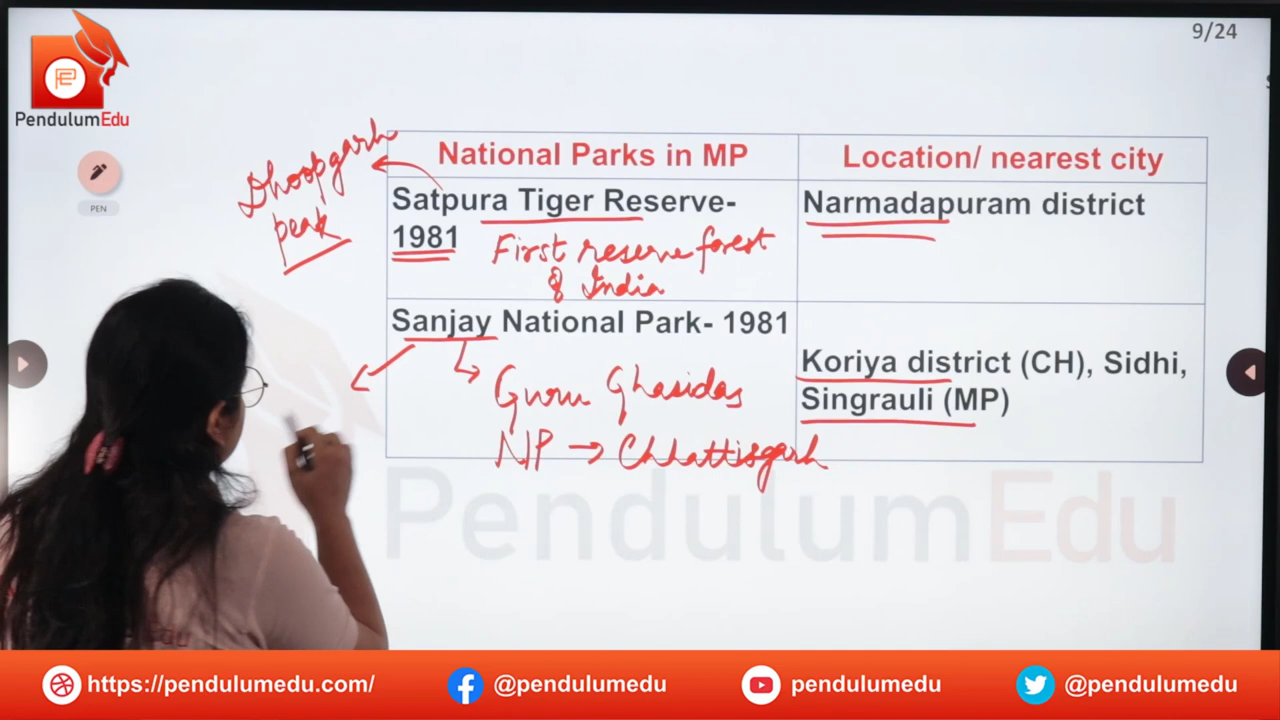 9/24
PendulumEdu
PEN
Dhoopgarh
peak
National Parks in MP
Location/ nearest city
Satpura Tiger Reserve-
1981
First reserve forest
of India
Narmadapuram district
Sanjay National Park- 1981
Guru Ghasidas
NP → Chhattisgarh
Koriya district (CH), Sidhi,
Singrauli (MP)
PendulumEdu
https://pendulumedu.com/
@pendulumedu
pendulumedu
@pendulumedu